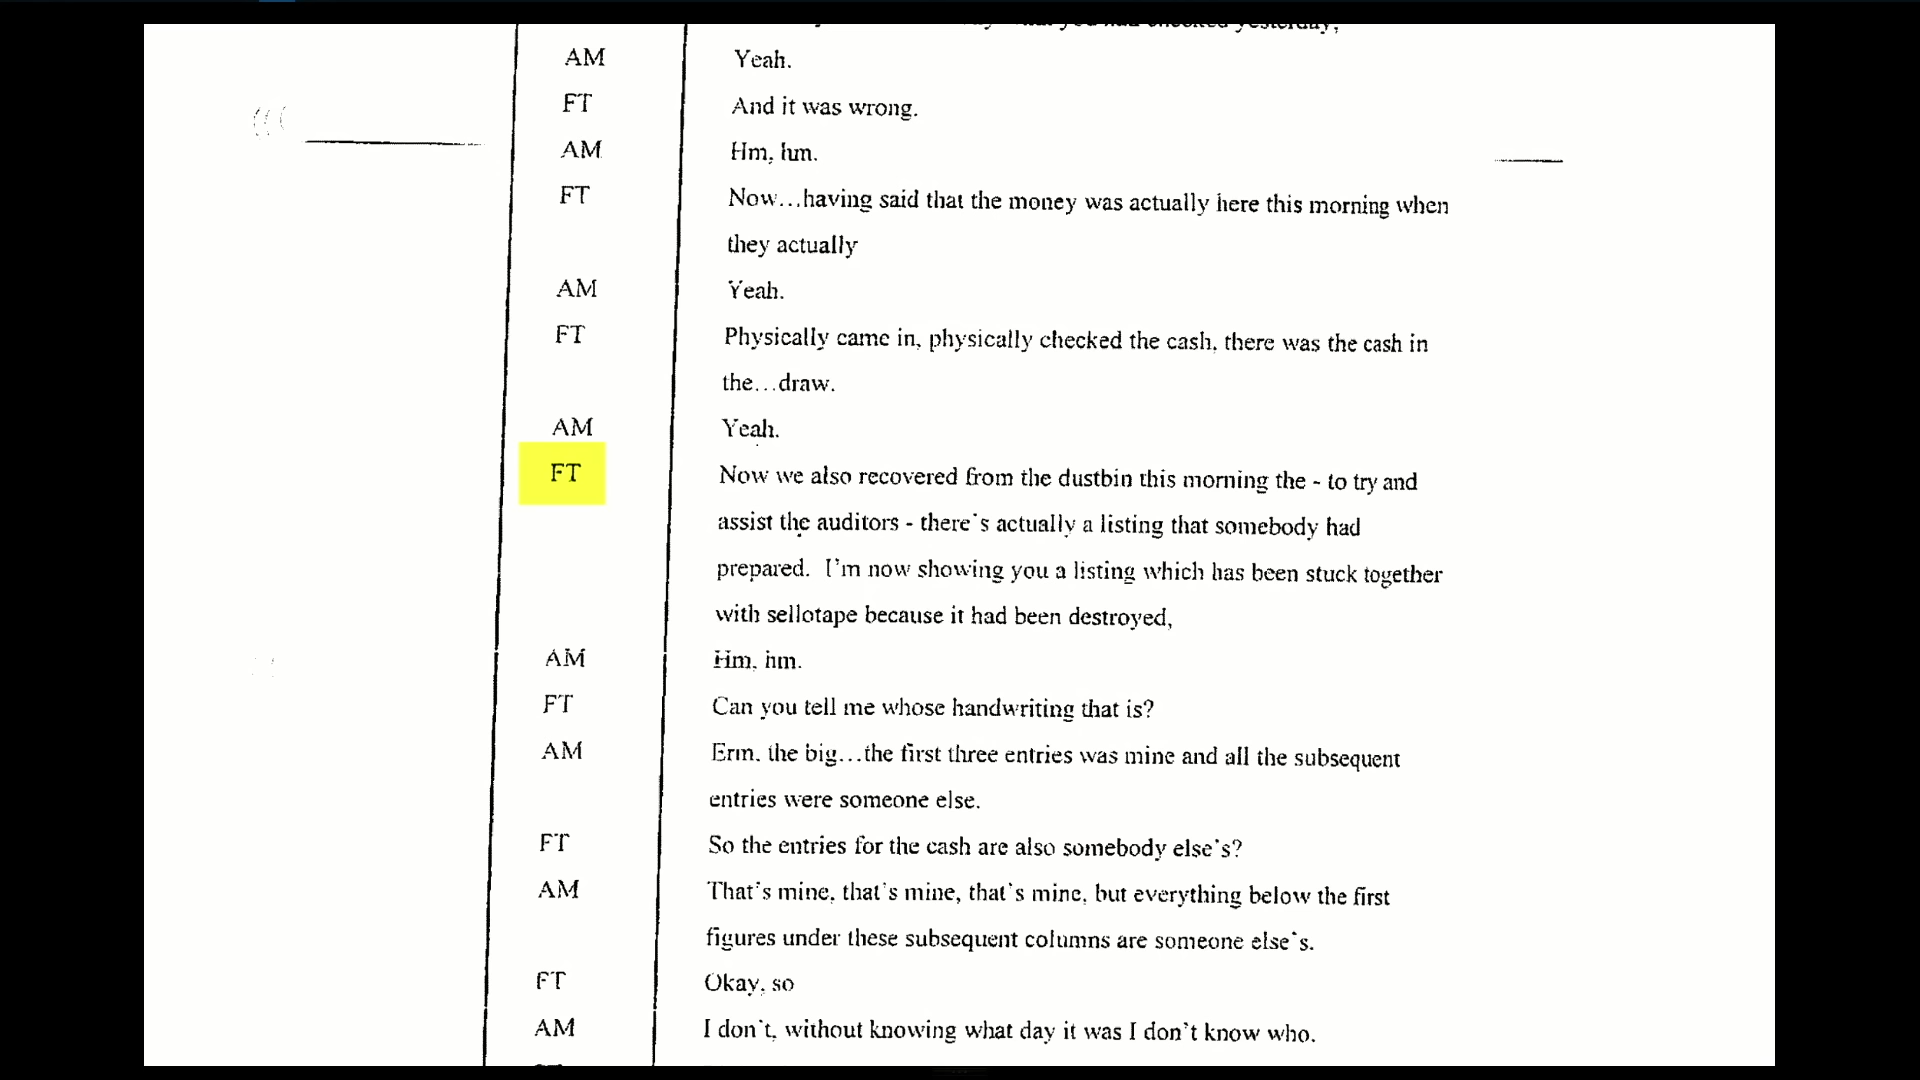 you had checked yesterday,
AM Yeah.
FT And it was wrong.
AM Hm, hm.
FT Now...having said that the money was actually here this morning when
they actually
AM Yeah.
FT Physically came in, physically checked the cash, there was the cash in
the...draw.
AM Yeah.
FT Now we also recovered from the dustbin this morning the - to try and
assist the auditors - there's actually a listing that somebody had
prepared. I'm now showing you a listing which has been stuck together
with sellotape because it had been destroyed,
AM Hm, hm.
FT Can you tell me whose handwriting that is?
AM Erm, the big...the first three entries was mine and all the subsequent
entries were someone else.
FT So the entries for the cash are also somebody else's?
AM That's mine, that's mine, that's mine, but everything below the first
figures under these subsequent columns are someone else's.
FT Okay, so
AM I don't, without knowing what day it was I don't know who.